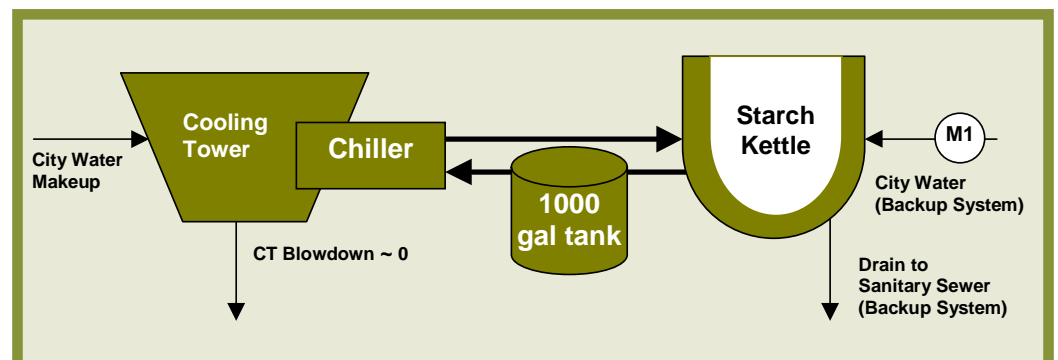 City Water
Makeup
Cooling
Tower
Chiller
CT Blowdown ~ 0
1000
gal tank
Starch
Kettle
M1
City Water
(Backup System)
Drain to
Sanitary Sewer
(Backup System)